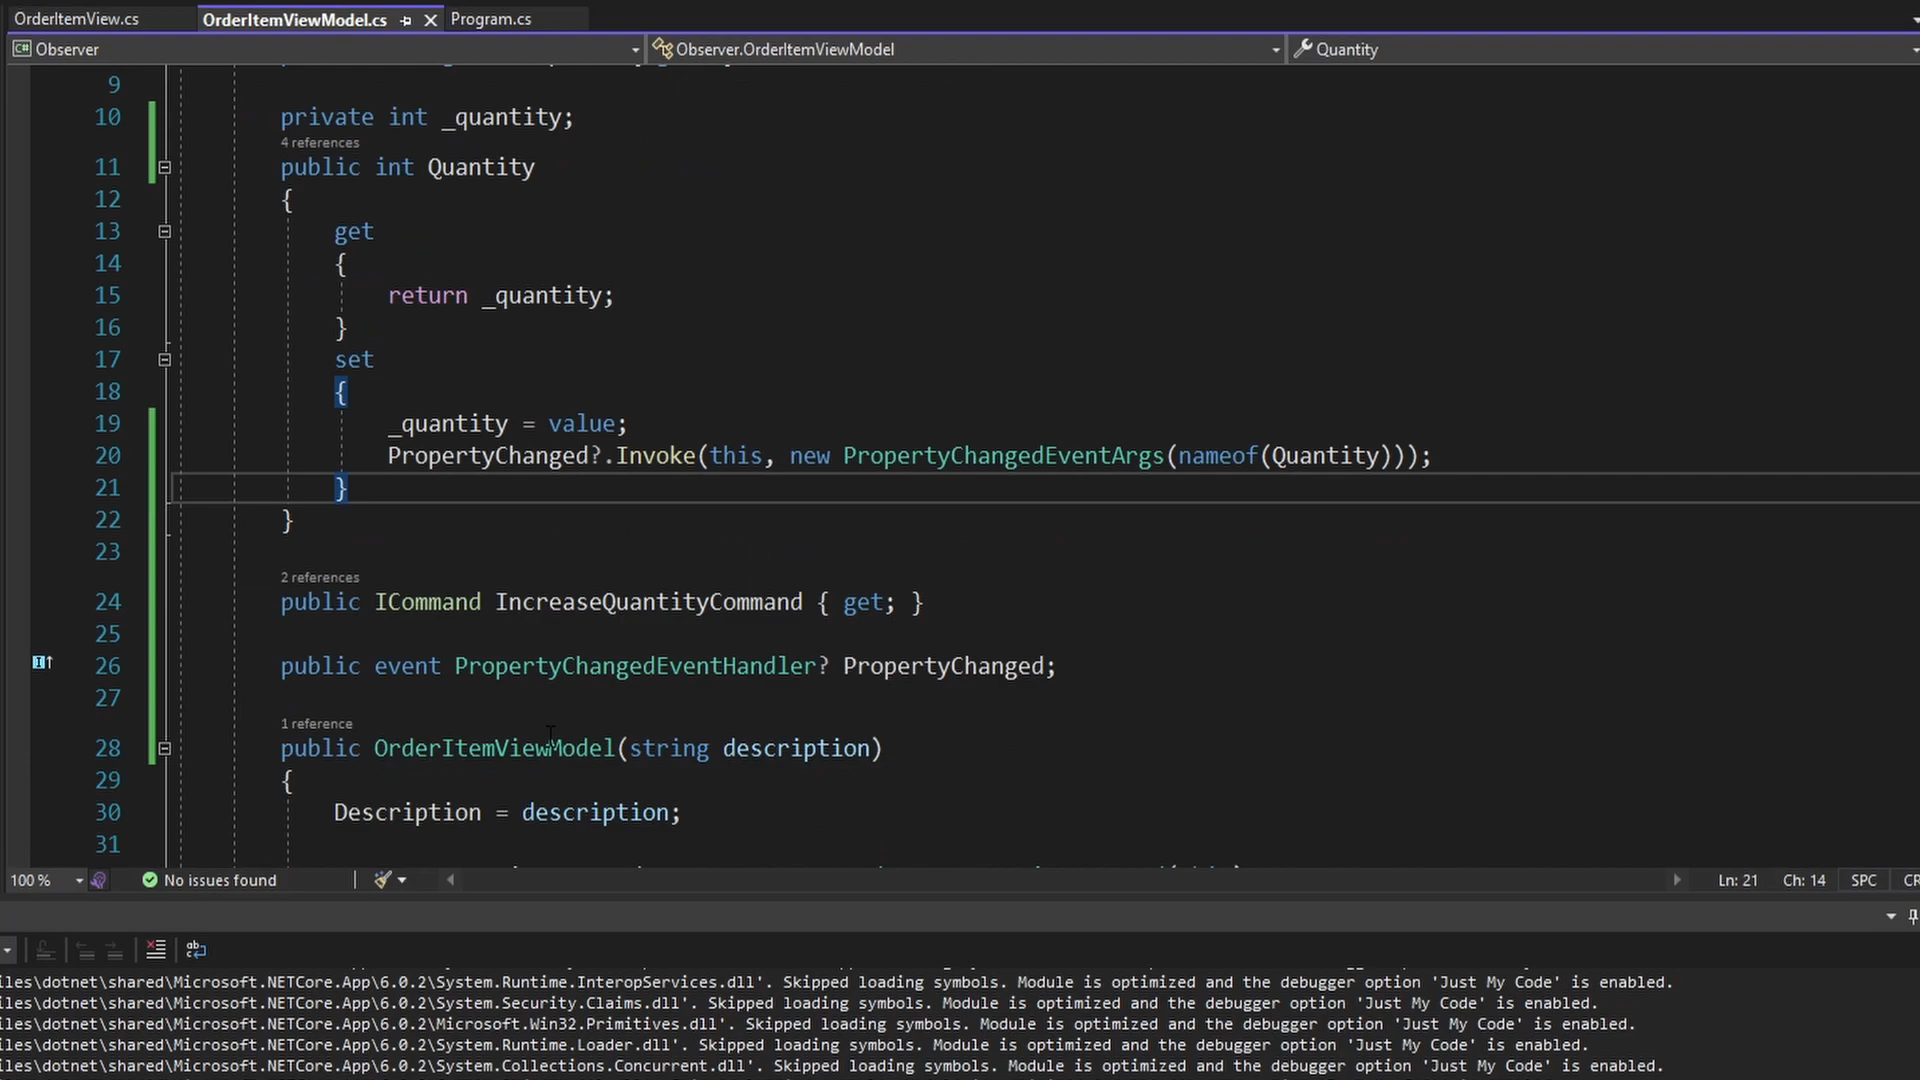 OrderItemView.cs OrderItemViewModel.cs Program.cs
C# Observer Observer.OrderItemViewModel Quantity
9
10 private int _quantity;
4 references
11 public int Quantity
12 {
13 get
14 {
15 return _quantity;
16 }
17 set
18 {
19 _quantity = value;
20 PropertyChanged?.Invoke(this, new PropertyChangedEventArgs(nameof(Quantity)));
21 }
22 }
23
2 references
24 public ICommand IncreaseQuantityCommand { get; }
25
26 public event PropertyChangedEventHandler? PropertyChanged;
27
1 reference
28 public OrderItemViewModel(string description)
29 {
30 Description = description;
31
100 % No issues found Ln: 21 Ch: 14 SPC CR
iles\dotnet\shared\Microsoft.NETCore.App\6.0.2\System.Runtime.InteropServices.dll'. Skipped loading symbols. Module is optimized and the debugger option 'Just My Code' is enabled.
iles\dotnet\shared\Microsoft.NETCore.App\6.0.2\System.Security.Claims.dll'. Skipped loading symbols. Module is optimized and the debugger option 'Just My Code' is enabled.
iles\dotnet\shared\Microsoft.NETCore.App\6.0.2\Microsoft.Win32.Primitives.dll'. Skipped loading symbols. Module is optimized and the debugger option 'Just My Code' is enabled.
iles\dotnet\shared\Microsoft.NETCore.App\6.0.2\System.Runtime.Loader.dll'. Skipped loading symbols. Module is optimized and the debugger option 'Just My Code' is enabled.
iles\dotnet\shared\Microsoft.NETCore.App\6.0.2\System.Collections.Concurrent.dll'. Skipped loading symbols. Module is optimized and the debugger option 'Just My Code' is enabled.